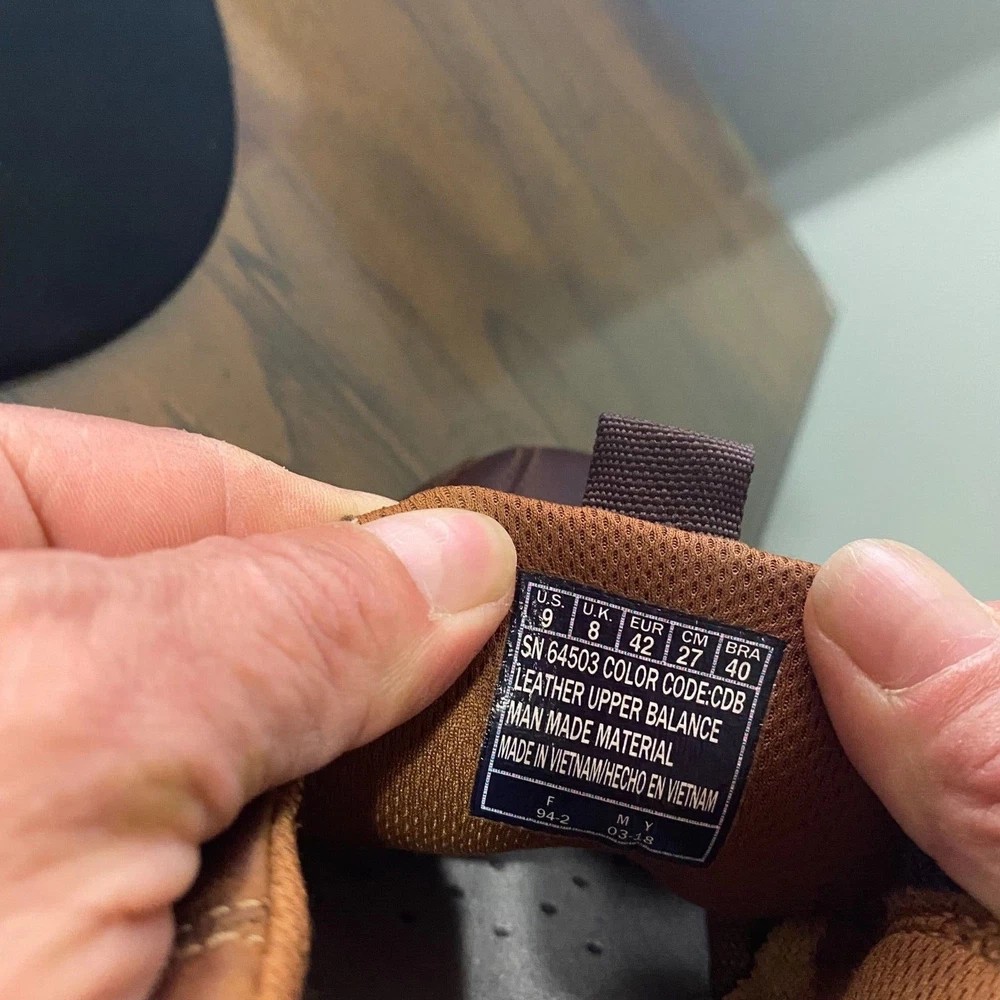 U.S. U.K. EUR CM BRA
9 8 42 27 40
SN 64503 COLOR CODE:CDB
LEATHER UPPER BALANCE
MAN MADE MATERIAL
MADE IN VIETNAM/HECHO EN VIETNAM
F M Y
94-2 03-18